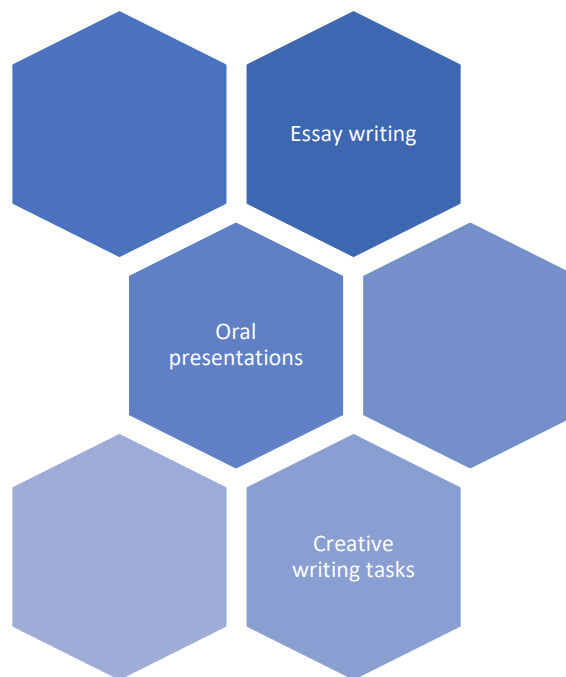 Essay writing
Oral
presentations
Creative
writing tasks